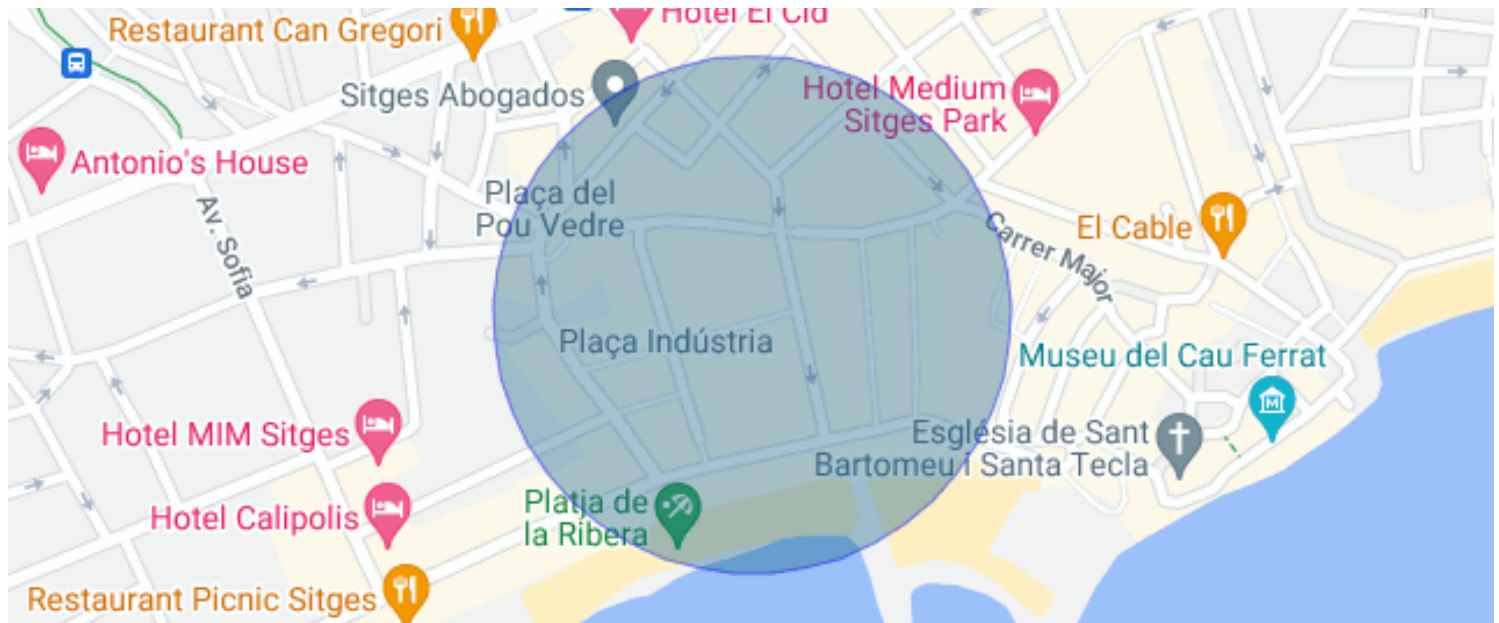 Hotel El Cid
Restaurant Can Gregori
Sitges Abogados
Hotel Medium
Sitges Park
Antonio's House
Plaça del
Pou Vedre
Av. Sofia
El Cable
Carrer Major
Plaça Indústria
Museu del Cau Ferrat
Hotel MIM Sitges
Església de Sant
Bartomeu i Santa Tecla
M
Hotel Calipolis
Platja de
la Ribera
Restaurant Picnic Sitges